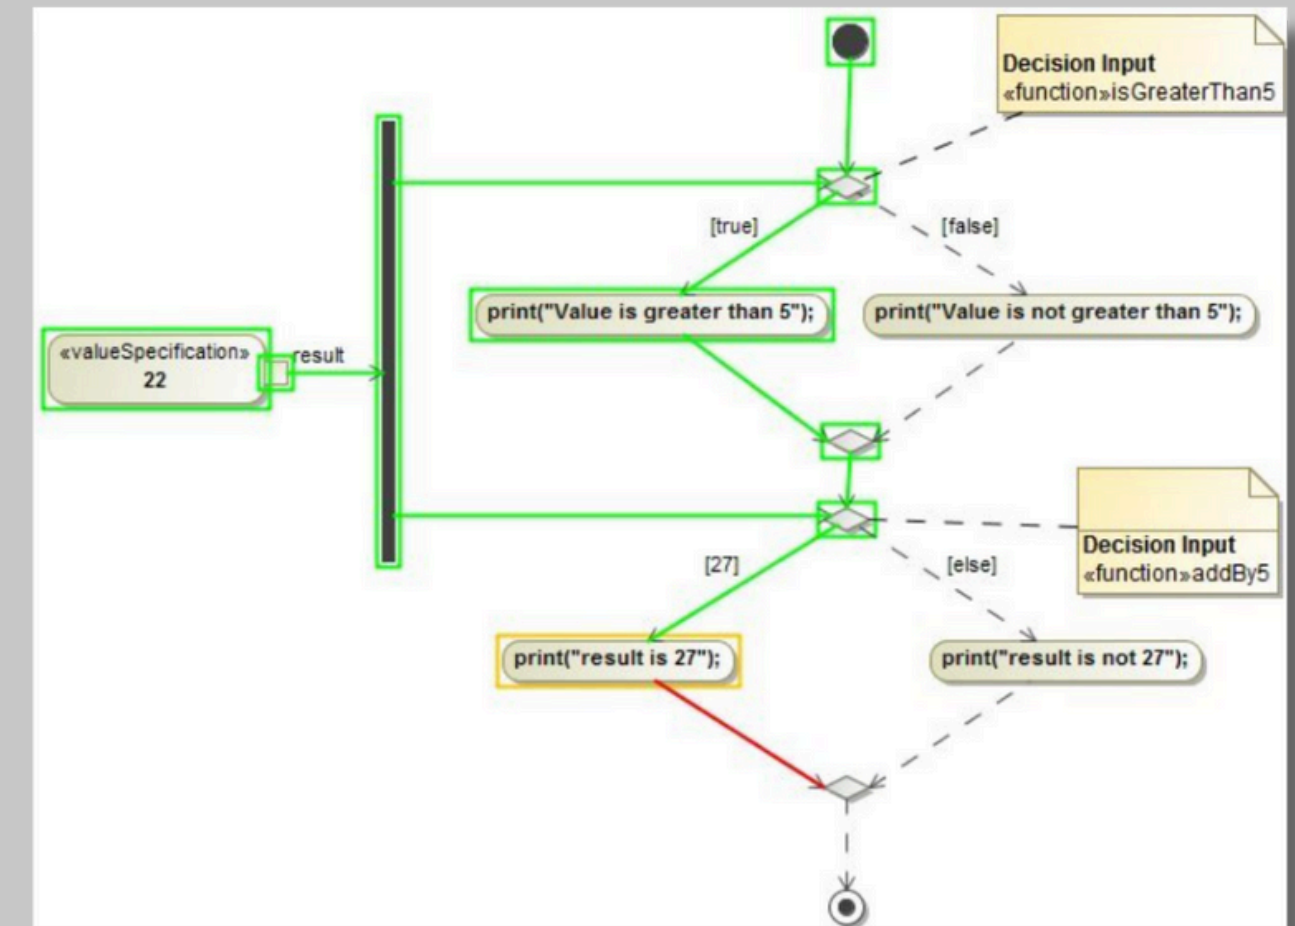 Decision Input
«function»isGreaterThan5
[true]
[false]
print("Value is greater than 5");
print("Value is not greater than 5");
«valueSpecification»
22
result
Decision Input
«function»addBy5
[27]
[else]
print("result is 27");
print("result is not 27");